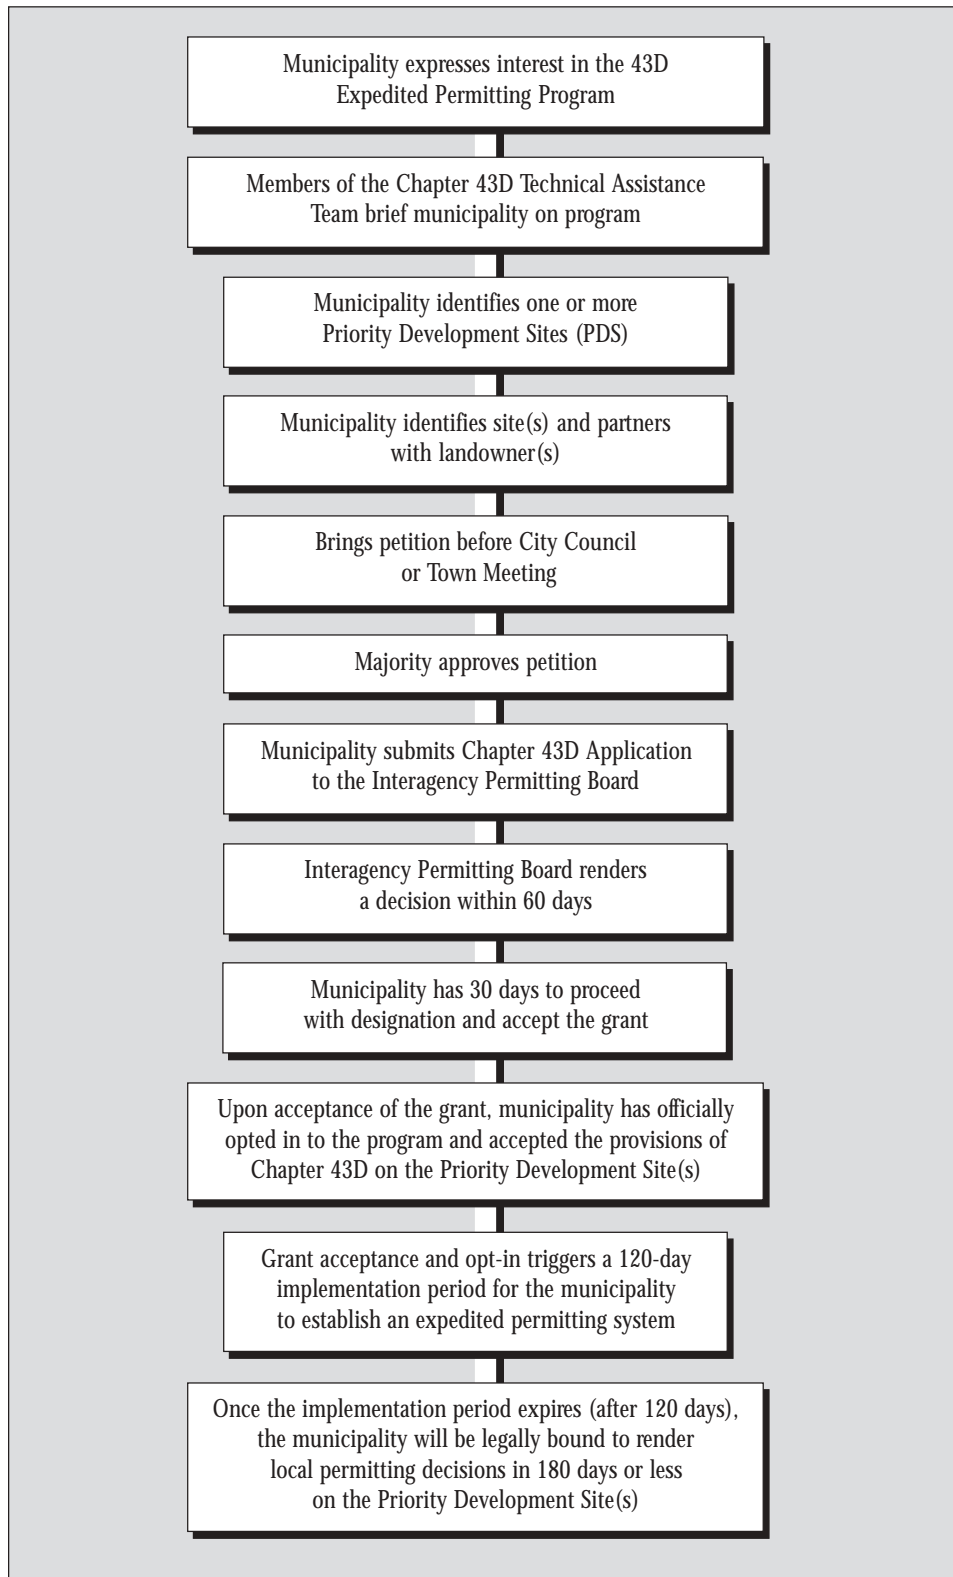 Municipality expresses interest in the 43D
Expedited Permitting Program
Members of the Chapter 43D Technical Assistance
Team brief municipality on program
Municipality identifies one or more
Priority Development Sites (PDS)
Municipality identifies site(s) and partners
with landowner(s)
Brings petition before City Council
or Town Meeting
Majority approves petition
Municipality submits Chapter 43D Application
to the Interagency Permitting Board
Interagency Permitting Board renders
a decision within 60 days
Municipality has 30 days to proceed
with designation and accept the grant
Upon acceptance of the grant, municipality has officially
opted in to the program and accepted the provisions of
Chapter 43D on the Priority Development Site(s)
Grant acceptance and opt-in triggers a 120-day
implementation period for the municipality
to establish an expedited permitting system
Once the implementation period expires (after 120 days),
the municipality will be legally bound to render
local permitting decisions in 180 days or less
on the Priority Development Site(s)